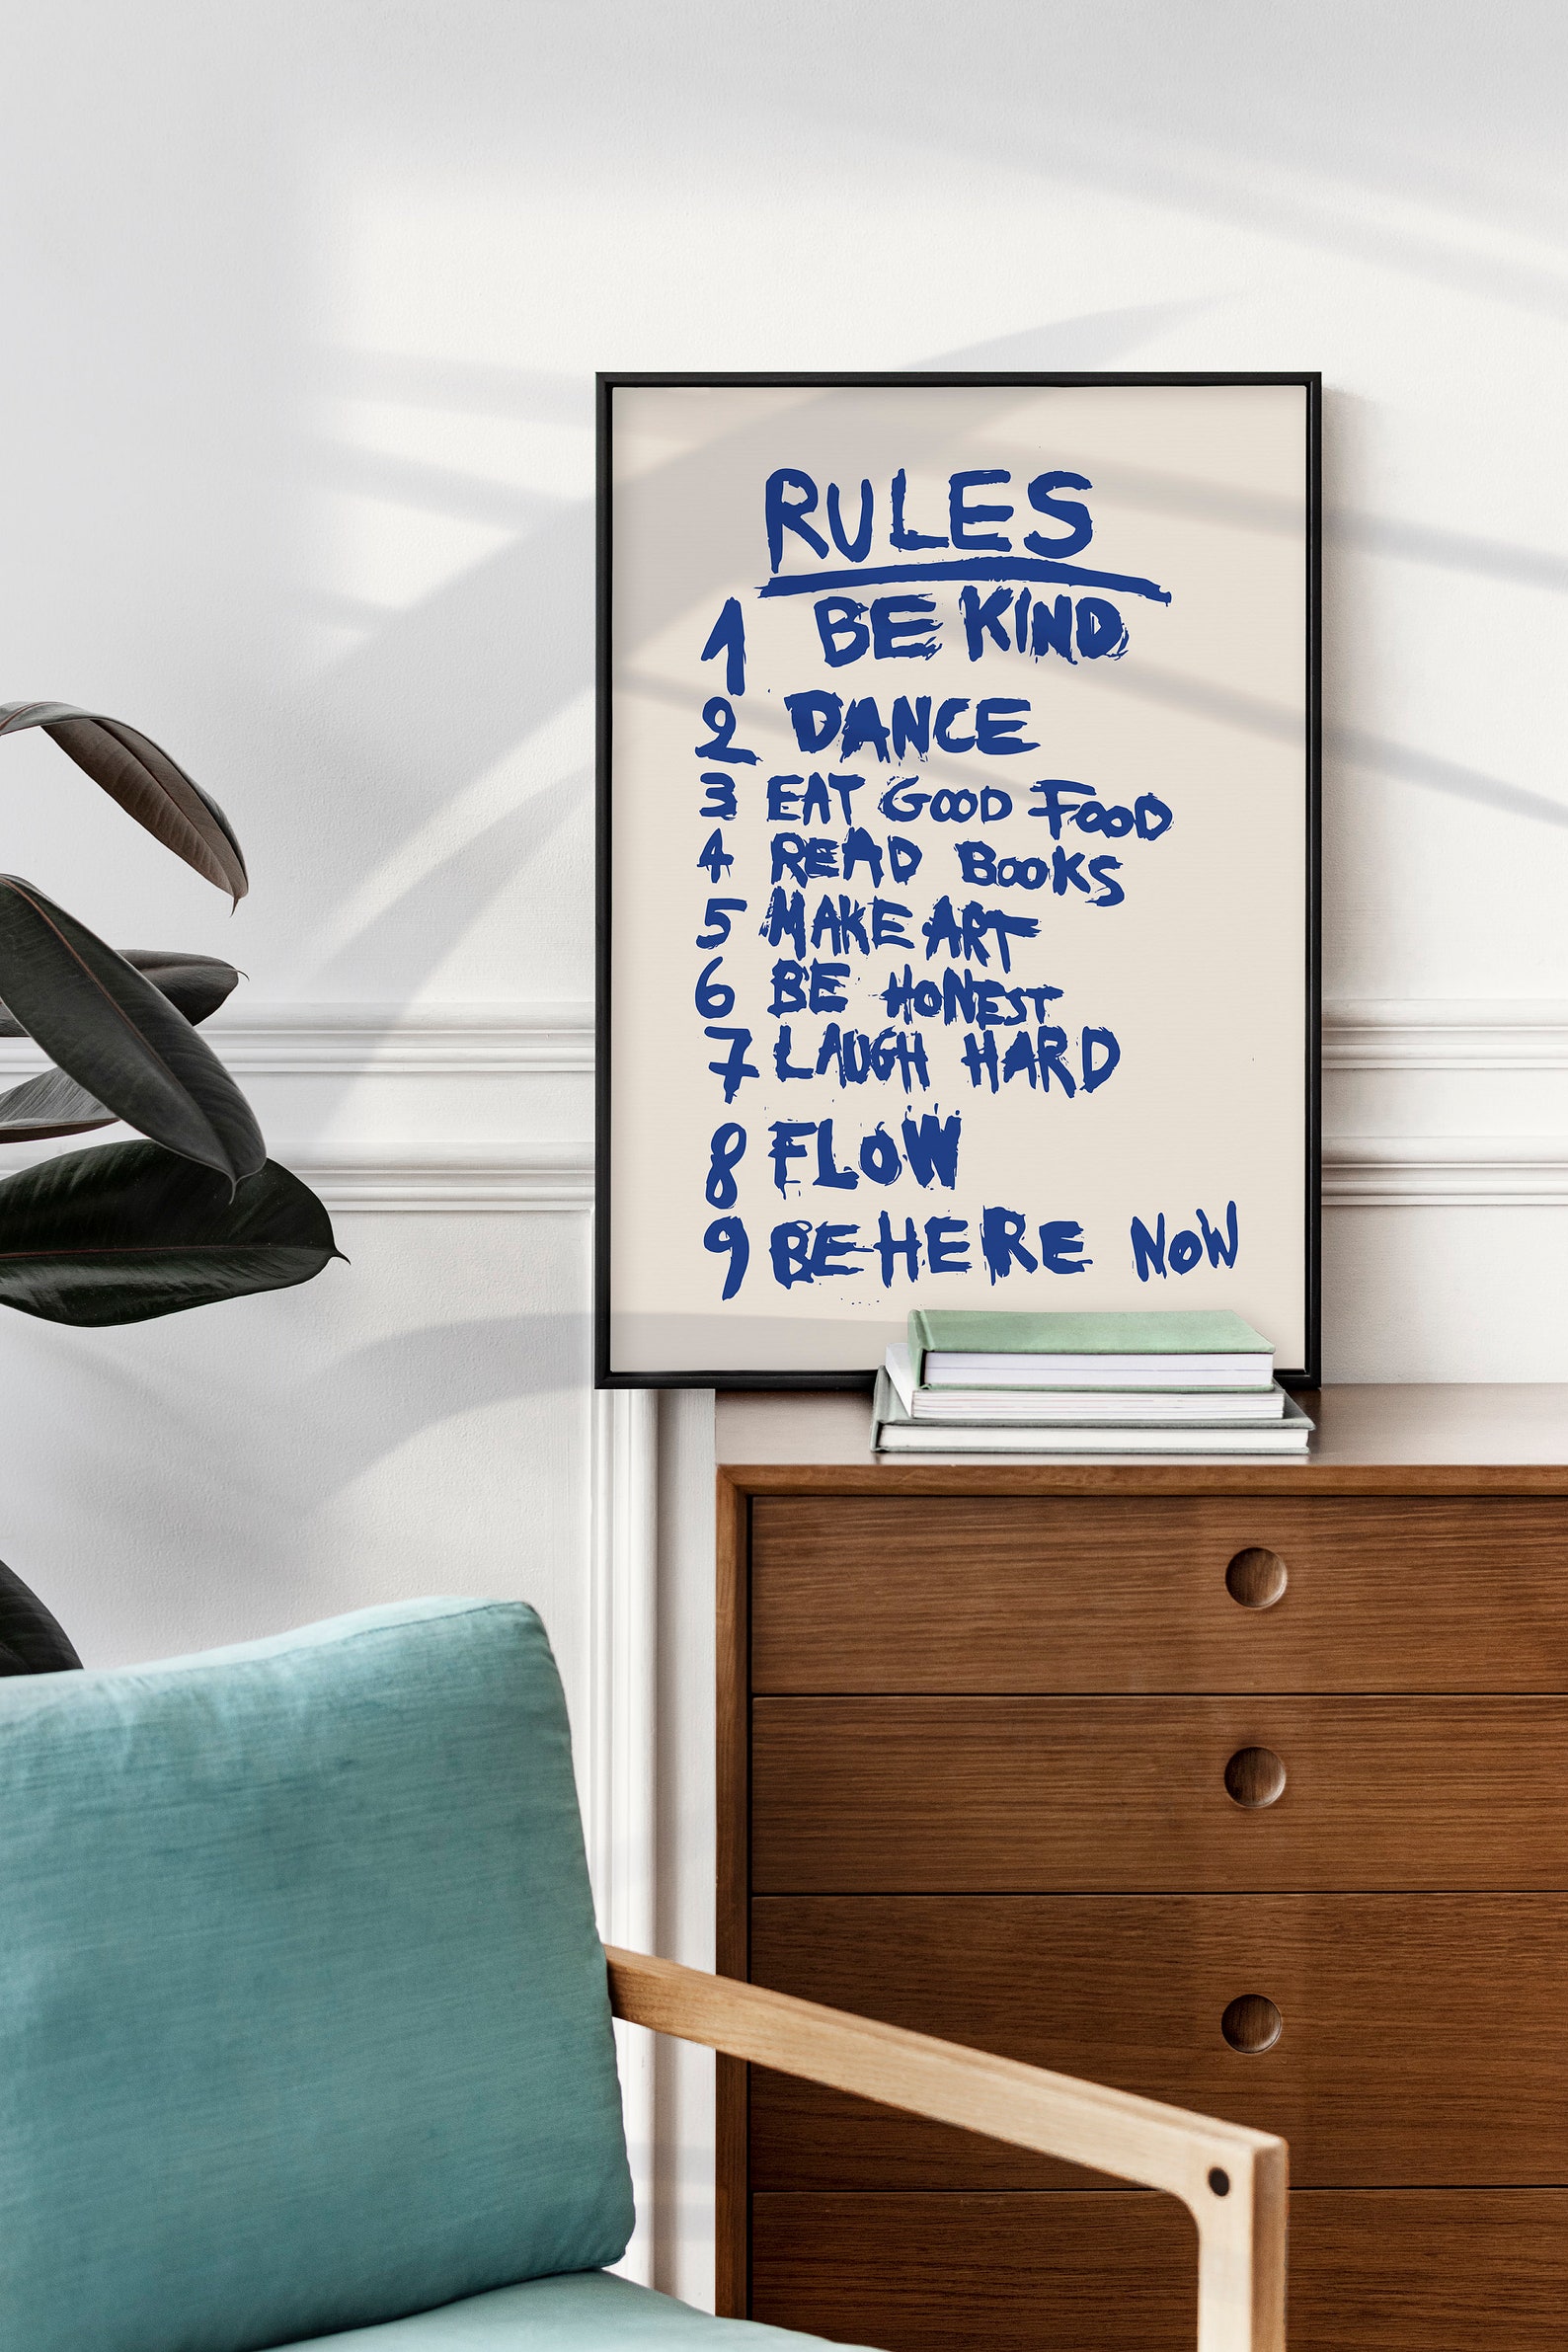 RULES
1 BE KIND
2 DANCE
3 EAT GOOD FOOD
4 READ BOOKS
5 MAKE ART
6 BE HONEST
7 LAUGH HARD
8 FLOW
9 BE HERE NOW